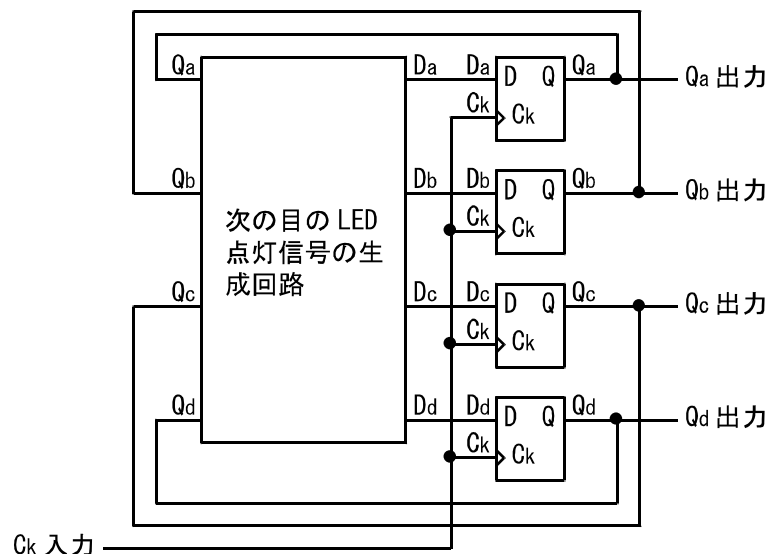 Qa Da Da D Q Qa Qa 出力
Ck Ck
Qb Db Db D Q Qb Qb 出力
Ck Ck
次の目の LED
点灯信号の生
成回路
Qc Dc Dc D Q Qc Qc 出力
Ck Ck
Qd Dd Dd D Q Qd Qd 出力
Ck Ck
Ck 入力